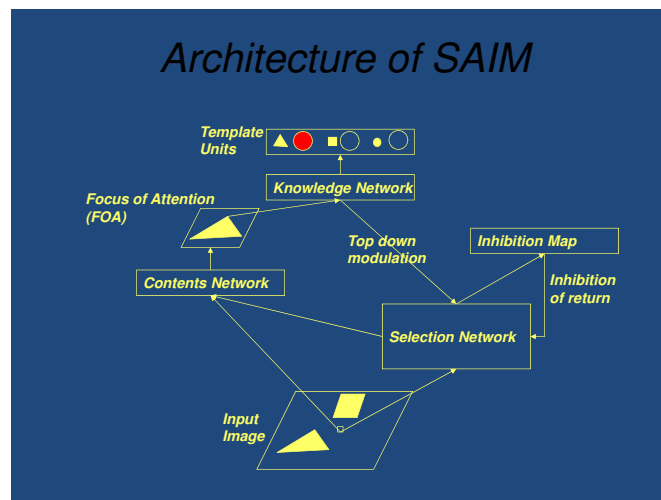 Architecture of SAIM
Template
Units
Knowledge Network
Focus of Attention
(FOA)
Top down
modulation
Inhibition Map
Contents Network
Inhibition
of return
Selection Network
Input
Image